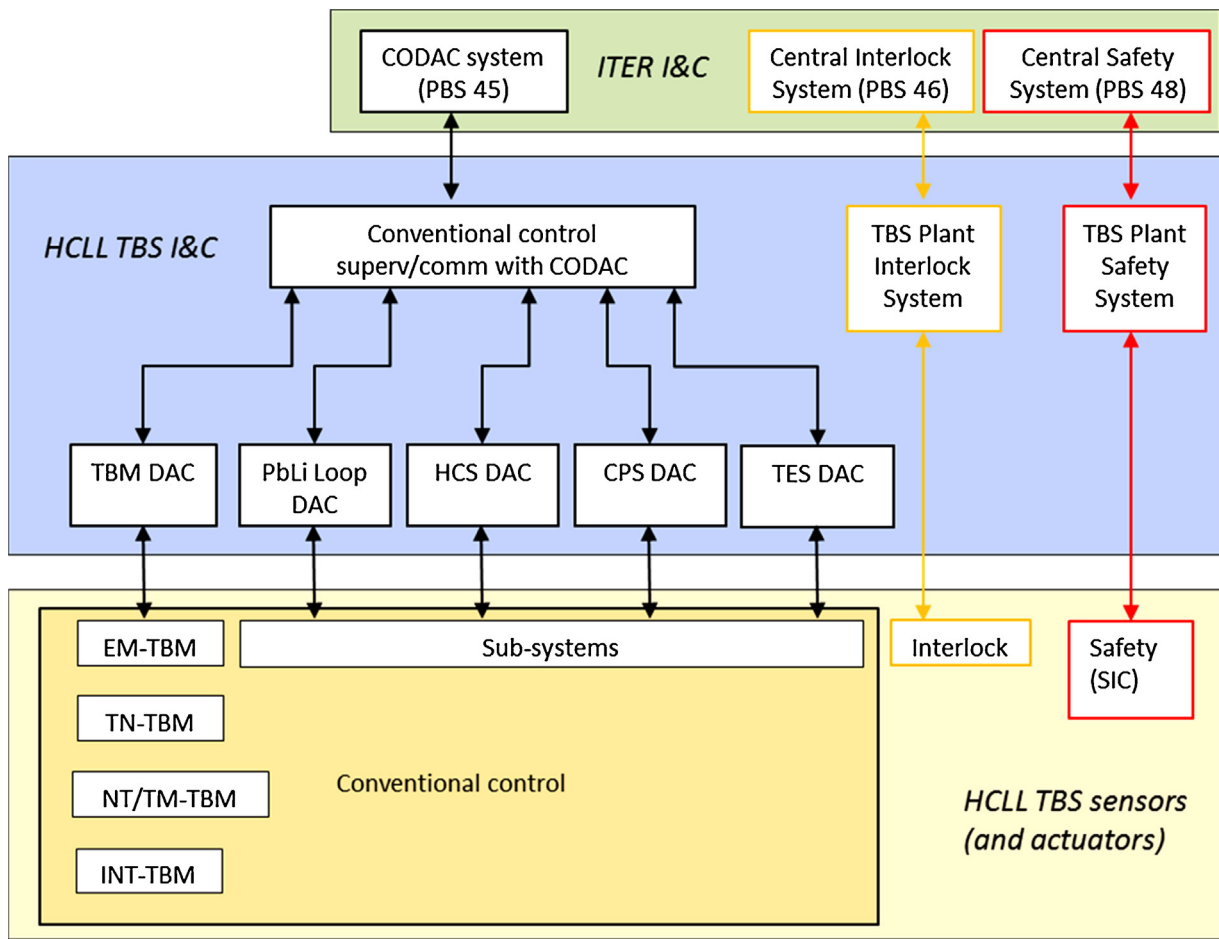 CODAC system
(PBS 45)
ITER I&C
Central Interlock
System (PBS 46)
Central Safety
System (PBS 48)
HCLL TBS I&C
Conventional control
superv/comm with CODAC
TBS Plant
Interlock
System
TBS Plant
Safety
System
TBM DAC
PbLi Loop
DAC
HCS DAC
CPS DAC
TES DAC
EM-TBM
Sub-systems
Interlock
Safety
(SIC)
TN-TBM
NT/TM-TBM
Conventional control
INT-TBM
HCLL TBS sensors
(and actuators)